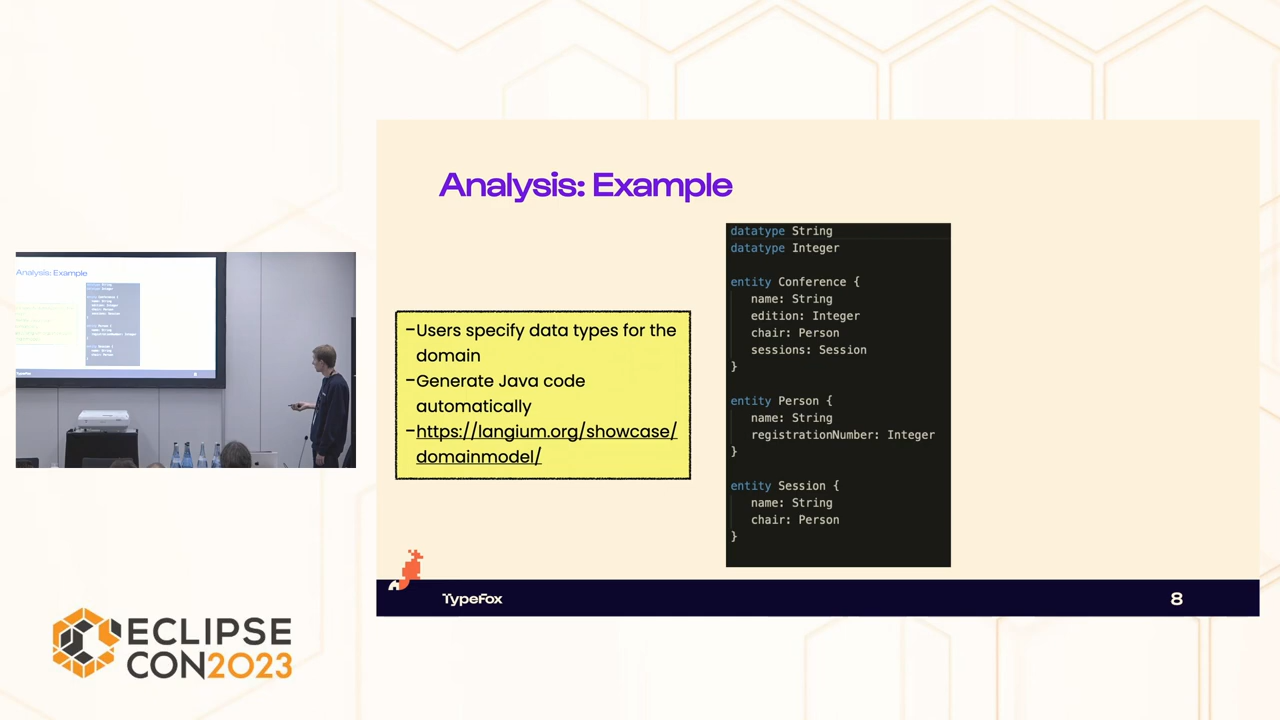 Analysis: Example
-Users specify data types for the
domain
-Generate Java code
automatically
-https://langium.org/showcase/
domainmodel/
datatype String
datatype Integer
entity Conference {
name: String
edition: Integer
chair: Person
sessions: Session
}
entity Person {
name: String
registrationNumber: Integer
}
entity Session {
name: String
chair: Person
}
TypeFox
8
Analysis: Example
ECLIPSE
CON2023